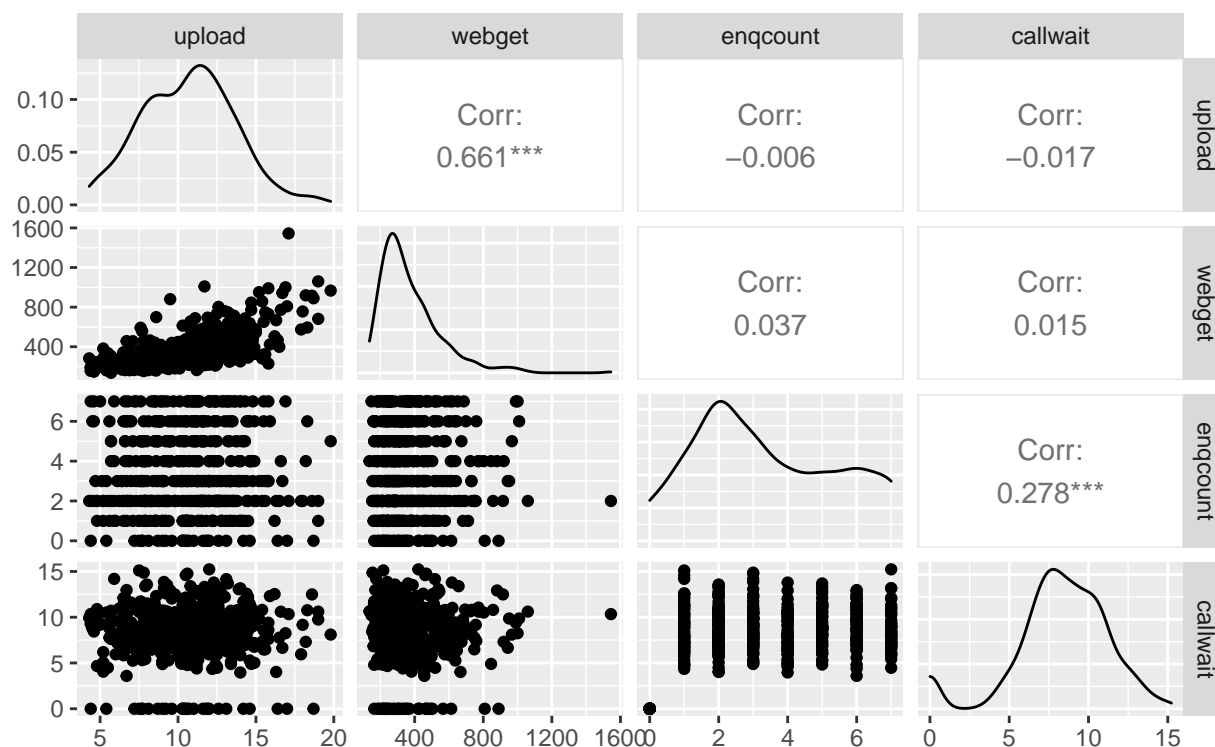 upload webget enqcount callwait
0.10
0.05
0.00
Corr:
0.661***
Corr:
−0.006
Corr:
−0.017
upload
1600
1200
800
400
Corr:
0.037
Corr:
0.015
webget
6
4
2
0
Corr:
0.278***
enqcount
15
10
5
0
callwait
5 10 15 20 400 800 1200 1600 0 2 4 6 0 5 10 15